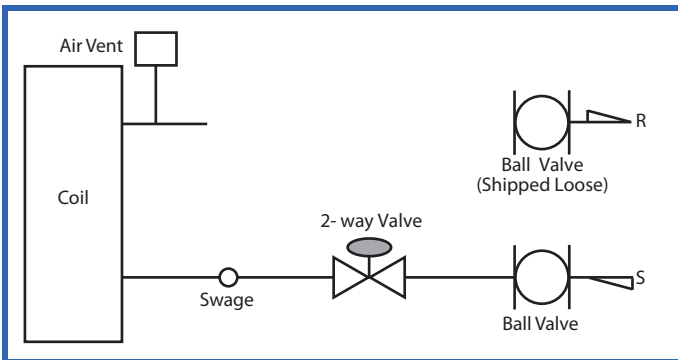 Air Vent
R
Ball Valve
(Shipped Loose)
Coil
2- way Valve
S
Swage
Ball Valve